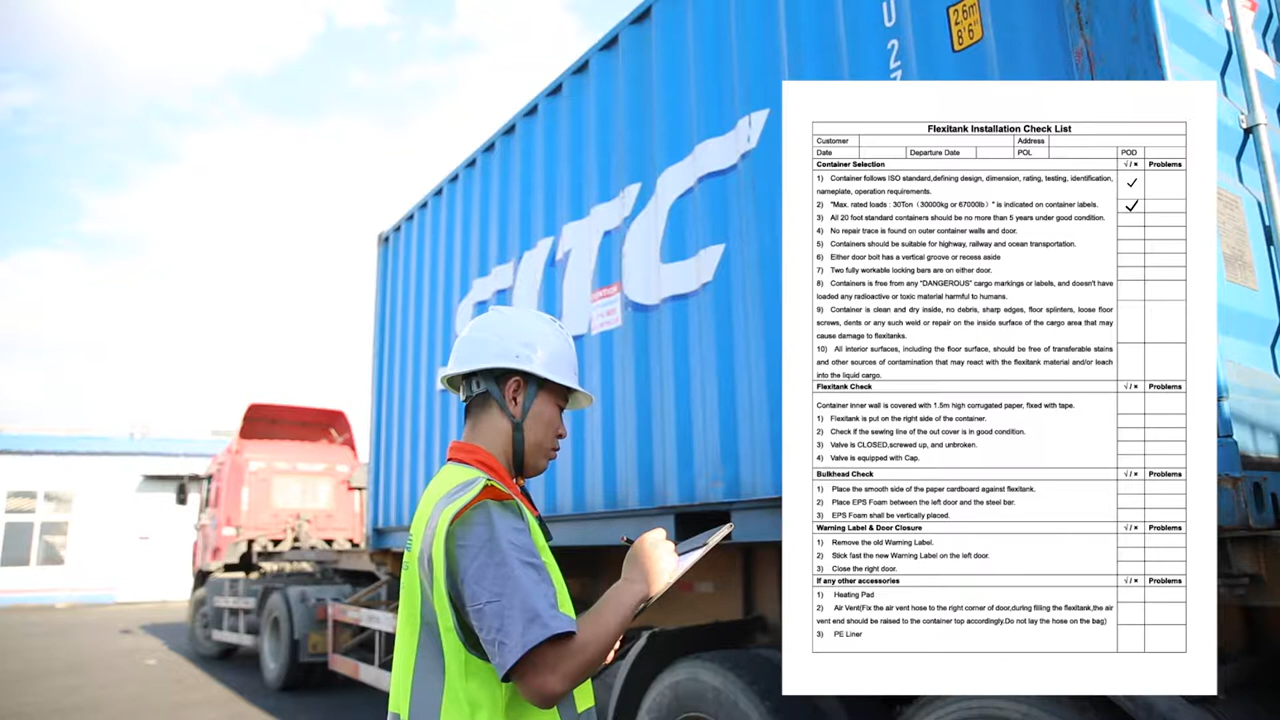 U 2
2,6m
8'6"
CITC
Flexitank Installation Check List
Customer Address
Date Departure Date POL POD
Container Selection √ / × Problems
1) Container follows ISO standard,defining design, dimension, rating, testing, identification,
nameplate, operation requirements.
2) "Max. rated loads : 30Ton（30000kg or 67000lb）" is indicated on container labels.
3) All 20 foot standard containers should be no more than 5 years under good condition.
4) No repair trace is found on outer container walls and door.
5) Containers should be suitable for highway, railway and ocean transportation.
6) Either door bolt has a vertical groove or recess aside
7) Two fully workable locking bars are on either door.
8) Containers is free from any "DANGEROUS" cargo markings or labels, and doesn't have
loaded any radioactive or toxic material harmful to humans.
9) Container is clean and dry inside, no debris, sharp edges, floor splinters, loose floor
screws, dents or any such weld or repair on the inside surface of the cargo area that may
cause damage to flexitanks.
10) All interior surfaces, including the floor surface, should be free of transferable stains
and other sources of contamination that may react with the flexitank material and/or leach
into the liquid cargo.
Flexitank Check √ / × Problems
Container inner wall is covered with 1.5m high corrugated paper, fixed with tape.
1) Flexitank is put on the right side of the container.
2) Check if the sewing line of the out cover is in good condition.
3) Valve is CLOSED,screwed up, and unbroken.
4) Valve is equipped with Cap.
Bulkhead Check √ / × Problems
1) Place the smooth side of the paper cardboard against flexitank.
2) Place EPS Foam between the left door and the steel bar.
3) EPS Foam shall be vertically placed.
Warning Label & Door Closure √ / × Problems
1) Remove the old Warning Label.
2) Stick fast the new Warning Label on the left door.
3) Close the right door.
If any other accessories √ / × Problems
1) Heating Pad
2) Air Vent(Fix the air vent hose to the right corner of door,during filling the flexitank,the air
vent end should be raised to the container top accordingly.Do not lay the hose on the bag)
3) PE Liner